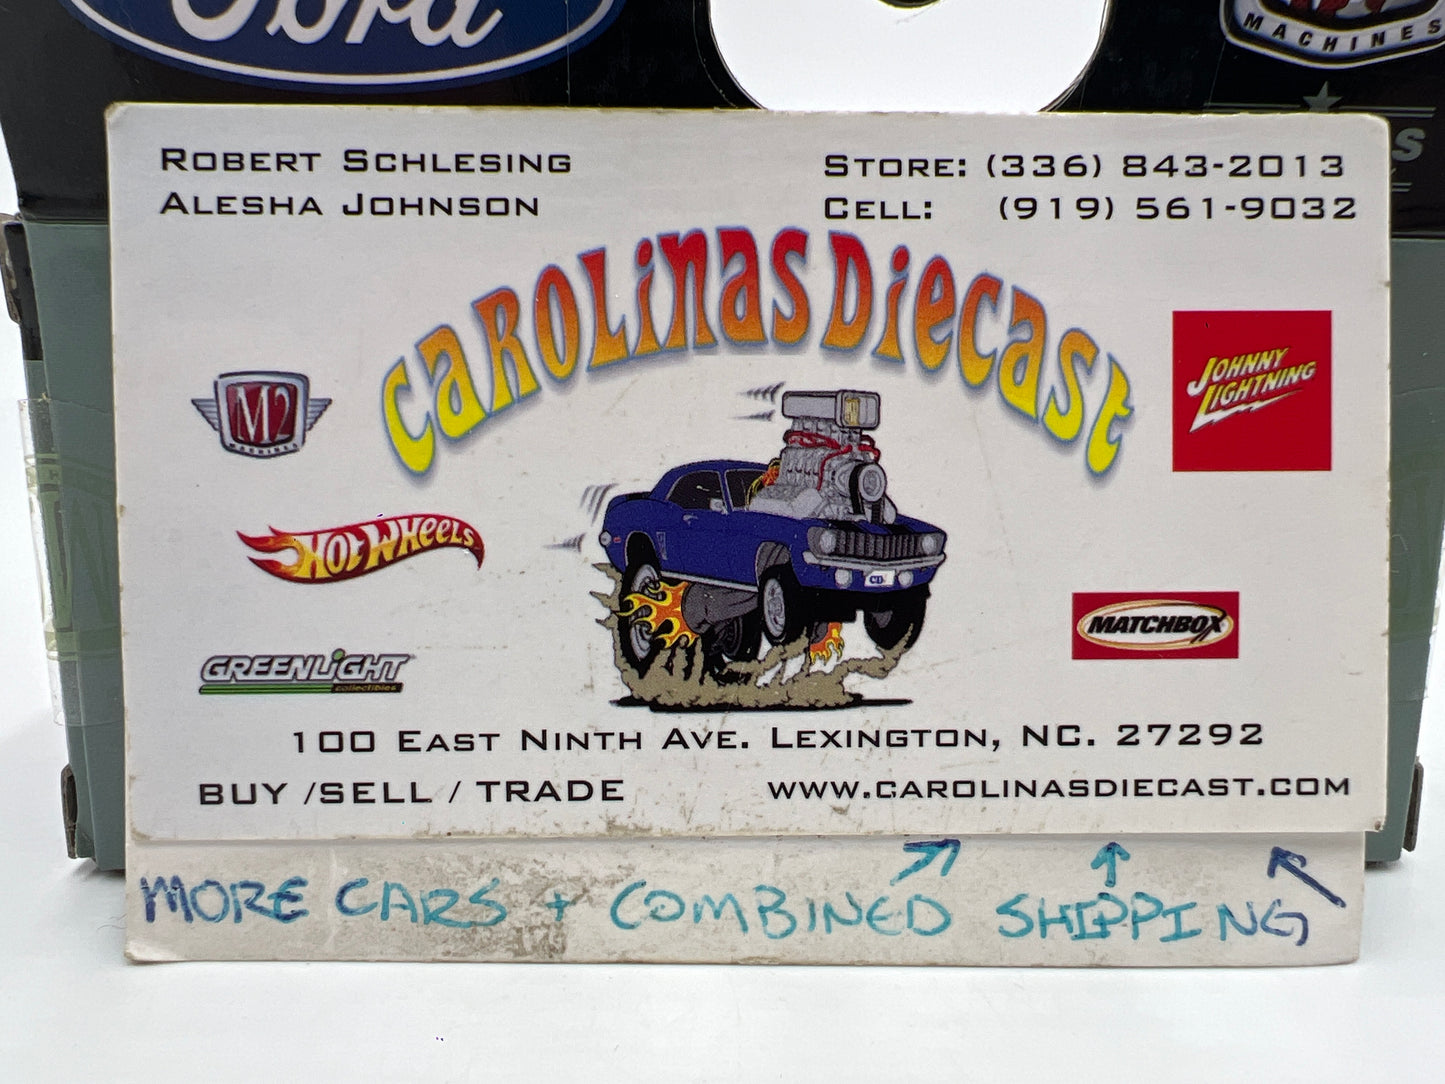 Ford
MACHINES
S
ROBERT SCHLESING
ALESHA JOHNSON
STORE: (336) 843-2013
CELL: (919) 561-9032
CAROLINAS DIECAST
M2
MACHINES
JOHNNY
LIGHTNING
HOT WHEELS
MATCHBOX
GREENLIGHT
collectibles
100 EAST NINTH AVE. LEXINGTON, NC. 27292
BUY /SELL / TRADE
WWW.CAROLINASDIECAST.COM
MORE CARS + COMBINED SHIPPING